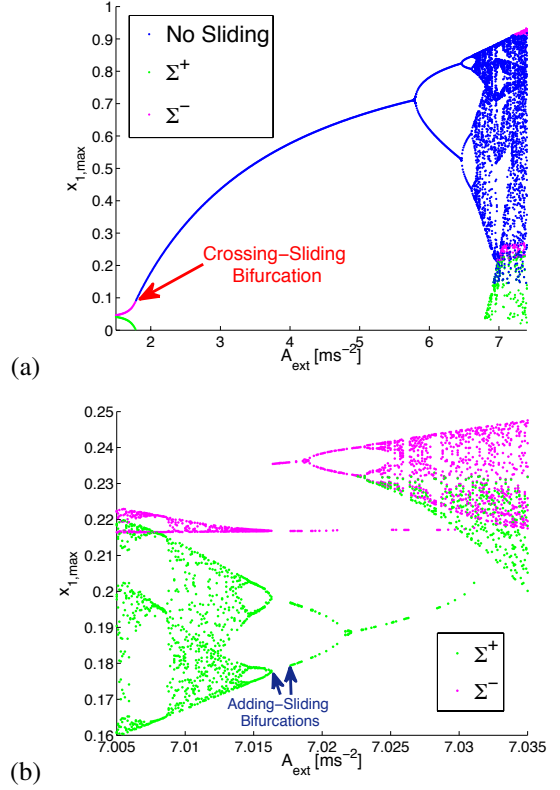 (a)
x1,max
1
0.9
0.8
0.7
0.6
0.5
0.4
0.3
0.2
0.1
0
No Sliding
Σ+
Σ−
Crossing−Sliding
Bifurcation
2 3 4 5 6 7
Aext [ms−2]
(b)
x1,max
0.25
0.24
0.23
0.22
0.21
0.2
0.19
0.18
0.17
0.16
Adding−Sliding
Bifurcations
Σ+
Σ−
7.005 7.01 7.015 7.02 7.025 7.03 7.035
Aext [ms−2]